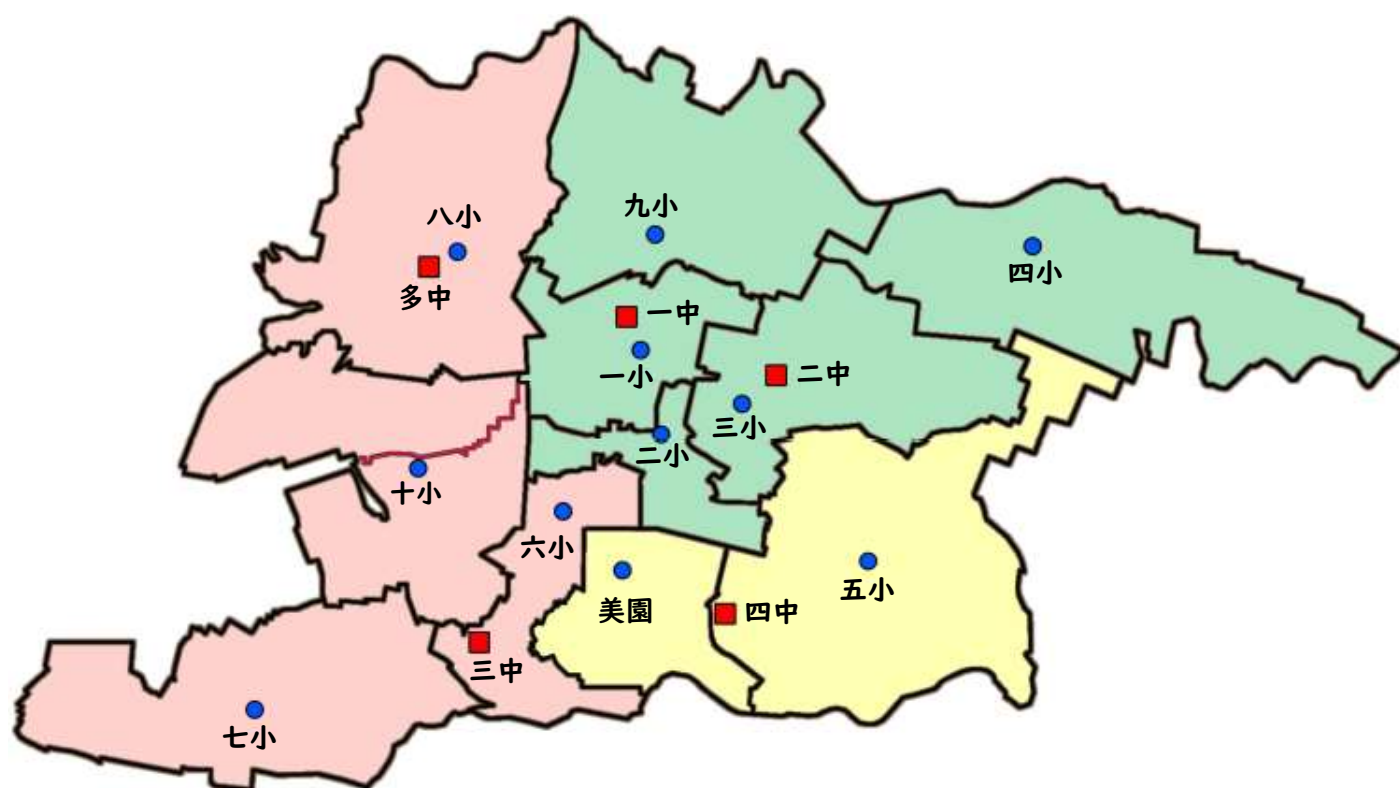 八小
九小
多中
四小
一中
一小
二中
三小
二小
十小
六小
美園
四中
五小
三中
七小